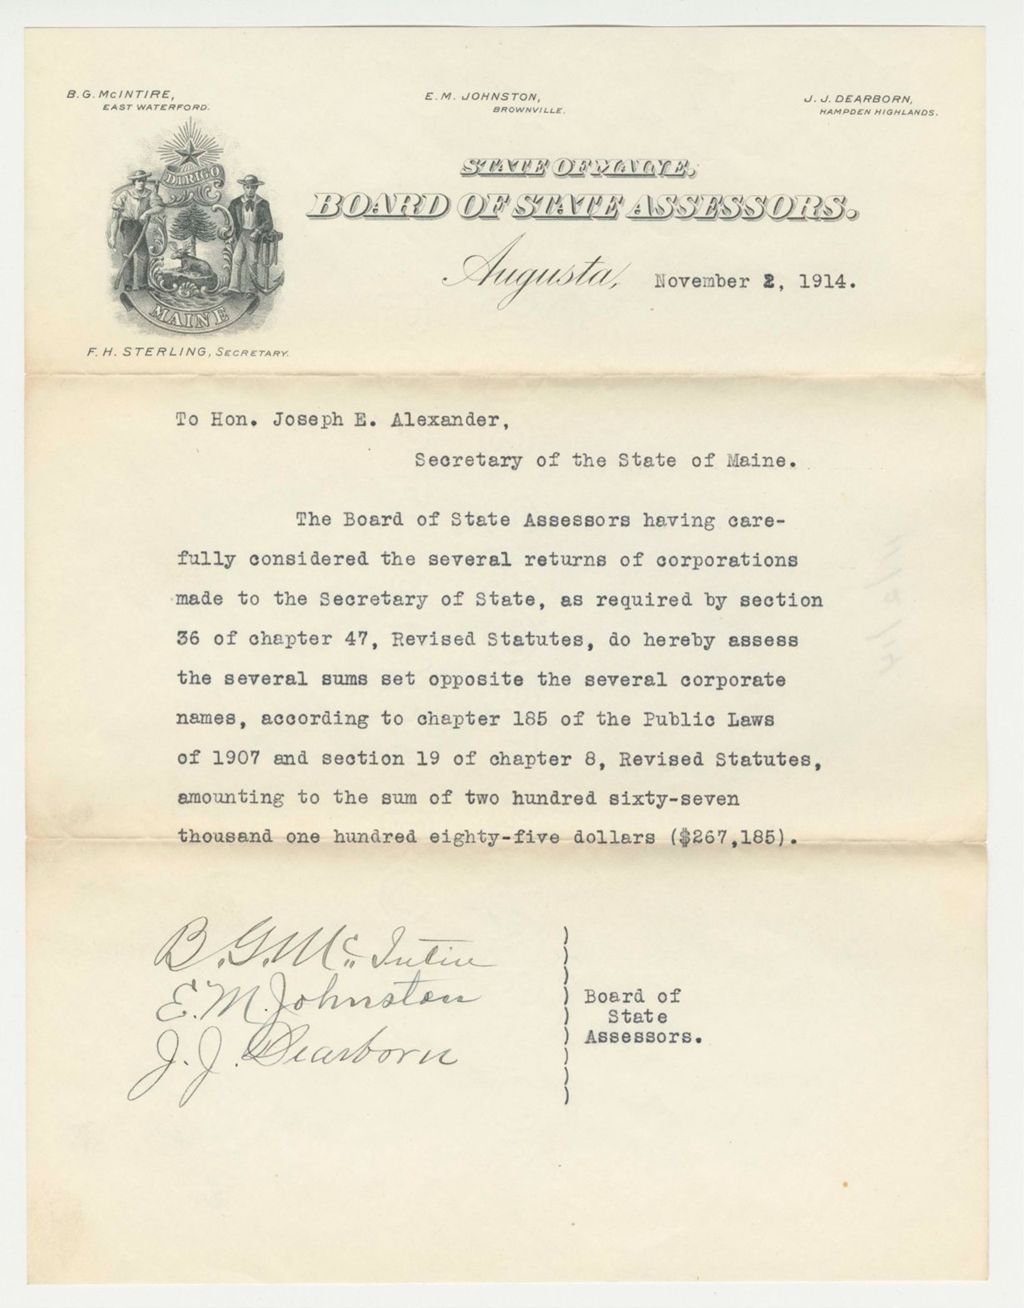 B. G. McINTIRE,
EAST WATERFORD.
E. M. JOHNSTON,
BROWNVILLE.
J. J. DEARBORN,
HAMPDEN HIGHLANDS.
DIRIGO
MAINE
STATE OF MAINE.
BOARD OF STATE ASSESSORS.
Augusta, November 2, 1914.
F. H. STERLING, SECRETARY.
To Hon. Joseph E. Alexander,
Secretary of the State of Maine.
The Board of State Assessors having care-
fully considered the several returns of corporations
made to the Secretary of State, as required by section
36 of chapter 47, Revised Statutes, do hereby assess
the several sums set opposite the several corporate
names, according to chapter 185 of the Public Laws
of 1907 and section 19 of chapter 8, Revised Statutes,
amounting to the sum of two hundred sixty-seven
thousand one hundred eighty-five dollars ($267,185).
B. G. McIntire
E. M. Johnston
J. J. Dearborn
)
)
)
) Board of
) State
) Assessors.
)
)
)